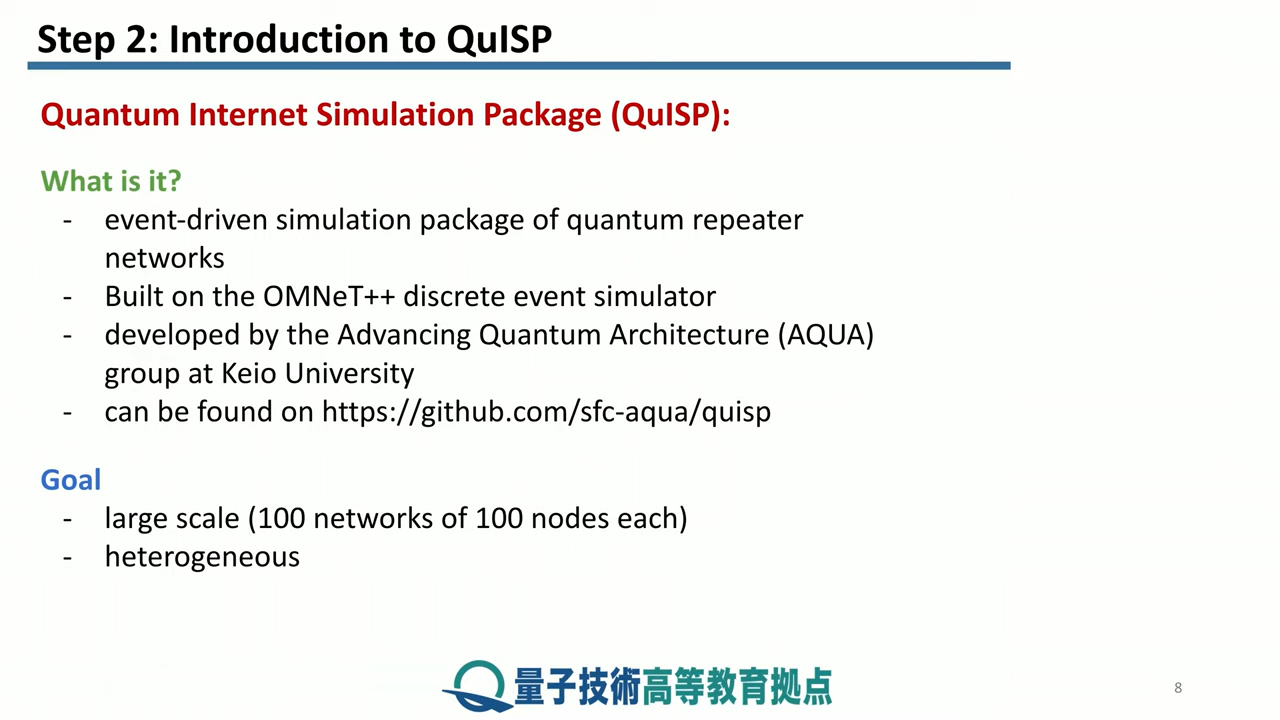 Step 2: Introduction to QuISP
Quantum Internet Simulation Package (QuISP):
What is it?
- event-driven simulation package of quantum repeater
networks
- Built on the OMNeT++ discrete event simulator
- developed by the Advancing Quantum Architecture (AQUA)
group at Keio University
- can be found on https://github.com/sfc-aqua/quisp
Goal
- large scale (100 networks of 100 nodes each)
- heterogeneous
量子技術高等教育拠点
8